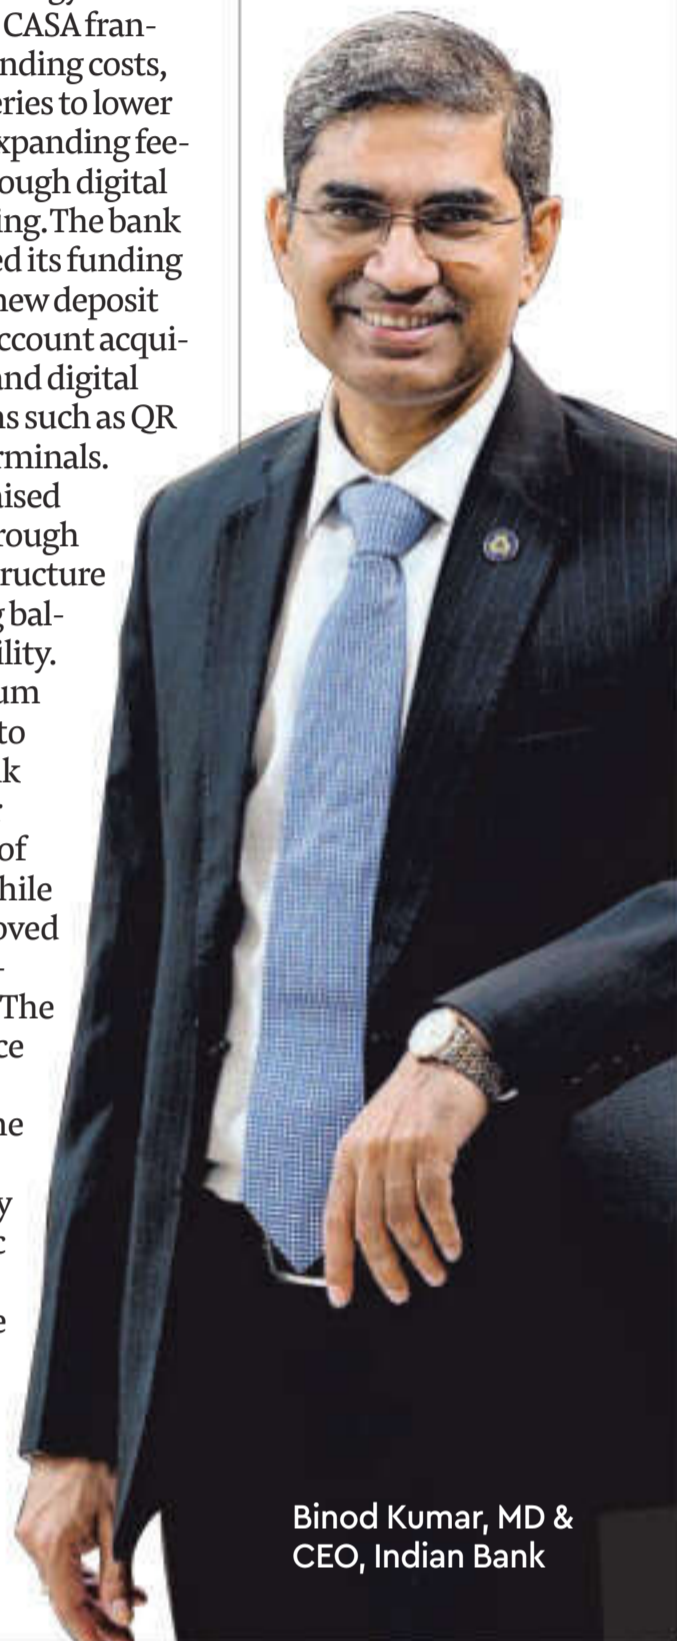 CASA fran-
nding costs,
eries to lower
xpanding fee-
ough digital
ing. The bank
ed its funding
new deposit
ccount acqui-
and digital
ns such as QR
rminals.
aised
rough
ructure
g bal-
ility.
um
to
k
of
hile
oved
-
The
ce
ne
y
c
e
Binod Kumar, MD &
CEO, Indian Bank